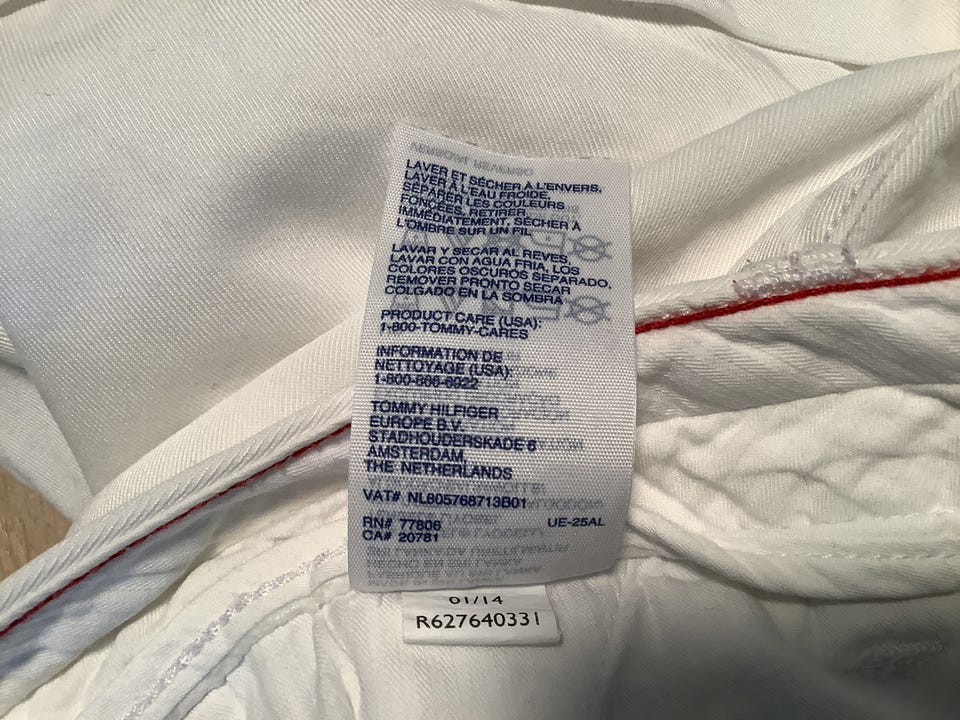 LAVER ET SÉCHER À L'ENVERS,
LAVER À L'EAU FROIDE,
SÉPARER LES COULEURS
FONCÉES, RETIRER
IMMÉDIATEMENT, SÉCHER À
L'OMBRE SUR UN FIL
LAVAR Y SECAR AL REVES,
LAVAR CON AGUA FRIA, LOS
COLORES OSCUROS SEPARADO,
REMOVER PRONTO SECAR
COLGADO EN LA SOMBRA
PRODUCT CARE (USA):
1-800-TOMMY-CARES
INFORMATION DE
NETTOYAGE (USA):
1-800-866-6922
TOMMY HILFIGER
EUROPE B.V.
STADHOUDERSKADE 6
AMSTERDAM,
THE NETHERLANDS
VAT# NL805768713B01
RN# 77806 UE-25AL
CA# 20781
01/14
R627640331